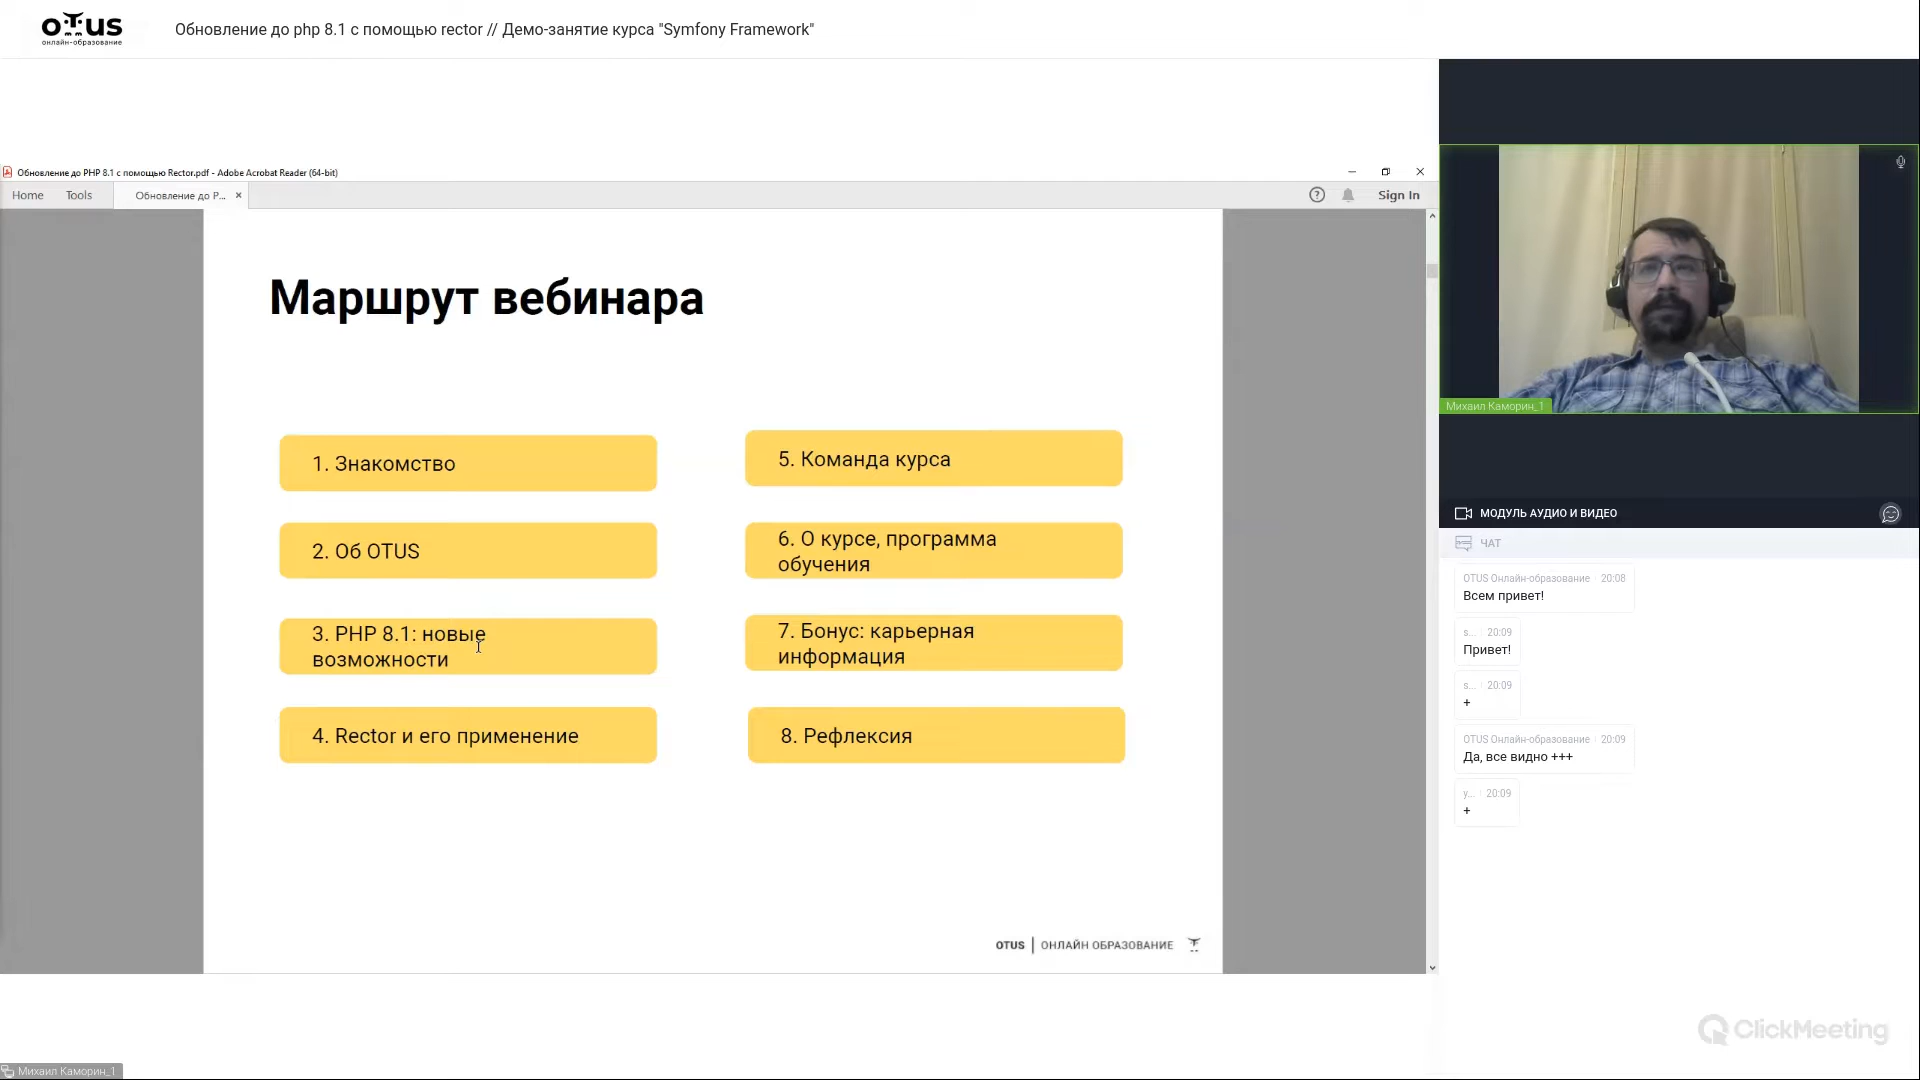 OTUS
онлайн-образование
Обновление до php 8.1 с помощью rector // Демо-занятие курса "Symfony Framework"
Обновление до PHP 8.1 с помощью Rector.pdf - Adobe Acrobat Reader (64-bit)
Home Tools Обновление до P... × Sign In
Маршрут вебинара
1. Знакомство
2. Об OTUS
3. PHP 8.1: новые
возможности
4. Rector и его применение
5. Команда курса
6. О курсе, программа
обучения
7. Бонус: карьерная
информация
8. Рефлексия
OTUS | ОНЛАЙН ОБРАЗОВАНИЕ
Михаил Каморин_1
Михаил Каморин_1
МОДУЛЬ АУДИО И ВИДЕО
ЧАТ
OTUS Онлайн-образование 20:08
Всем привет!
s... 20:09
Привет!
s... 20:09
+
OTUS Онлайн-образование 20:09
Да, все видно +++
y... 20:09
+
ClickMeeting